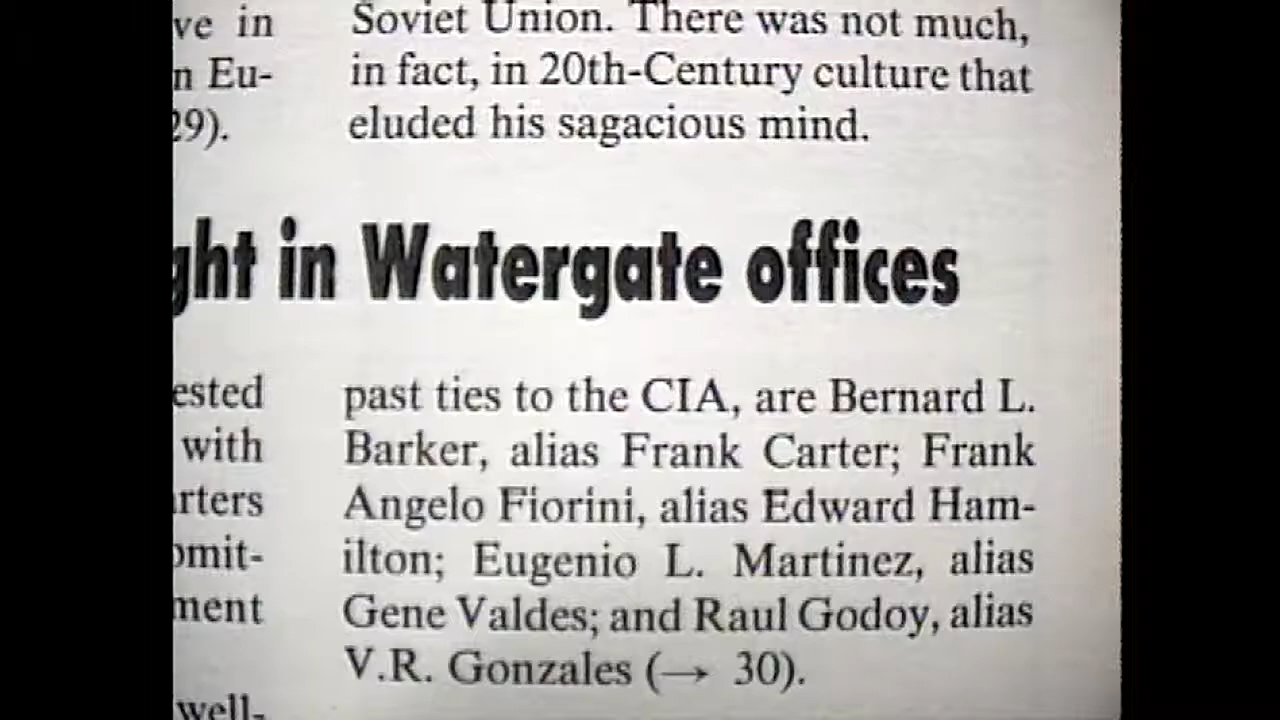 ve in
n Eu-
29).
Soviet Union. There was not much,
in fact, in 20th-Century culture that
eluded his sagacious mind.
ght in Watergate offices
ested
with
rters
omit-
ment
well-
past ties to the CIA, are Bernard L.
Barker, alias Frank Carter; Frank
Angelo Fiorini, alias Edward Ham-
ilton; Eugenio L. Martinez, alias
Gene Valdes; and Raul Godoy, alias
V.R. Gonzales (→ 30).